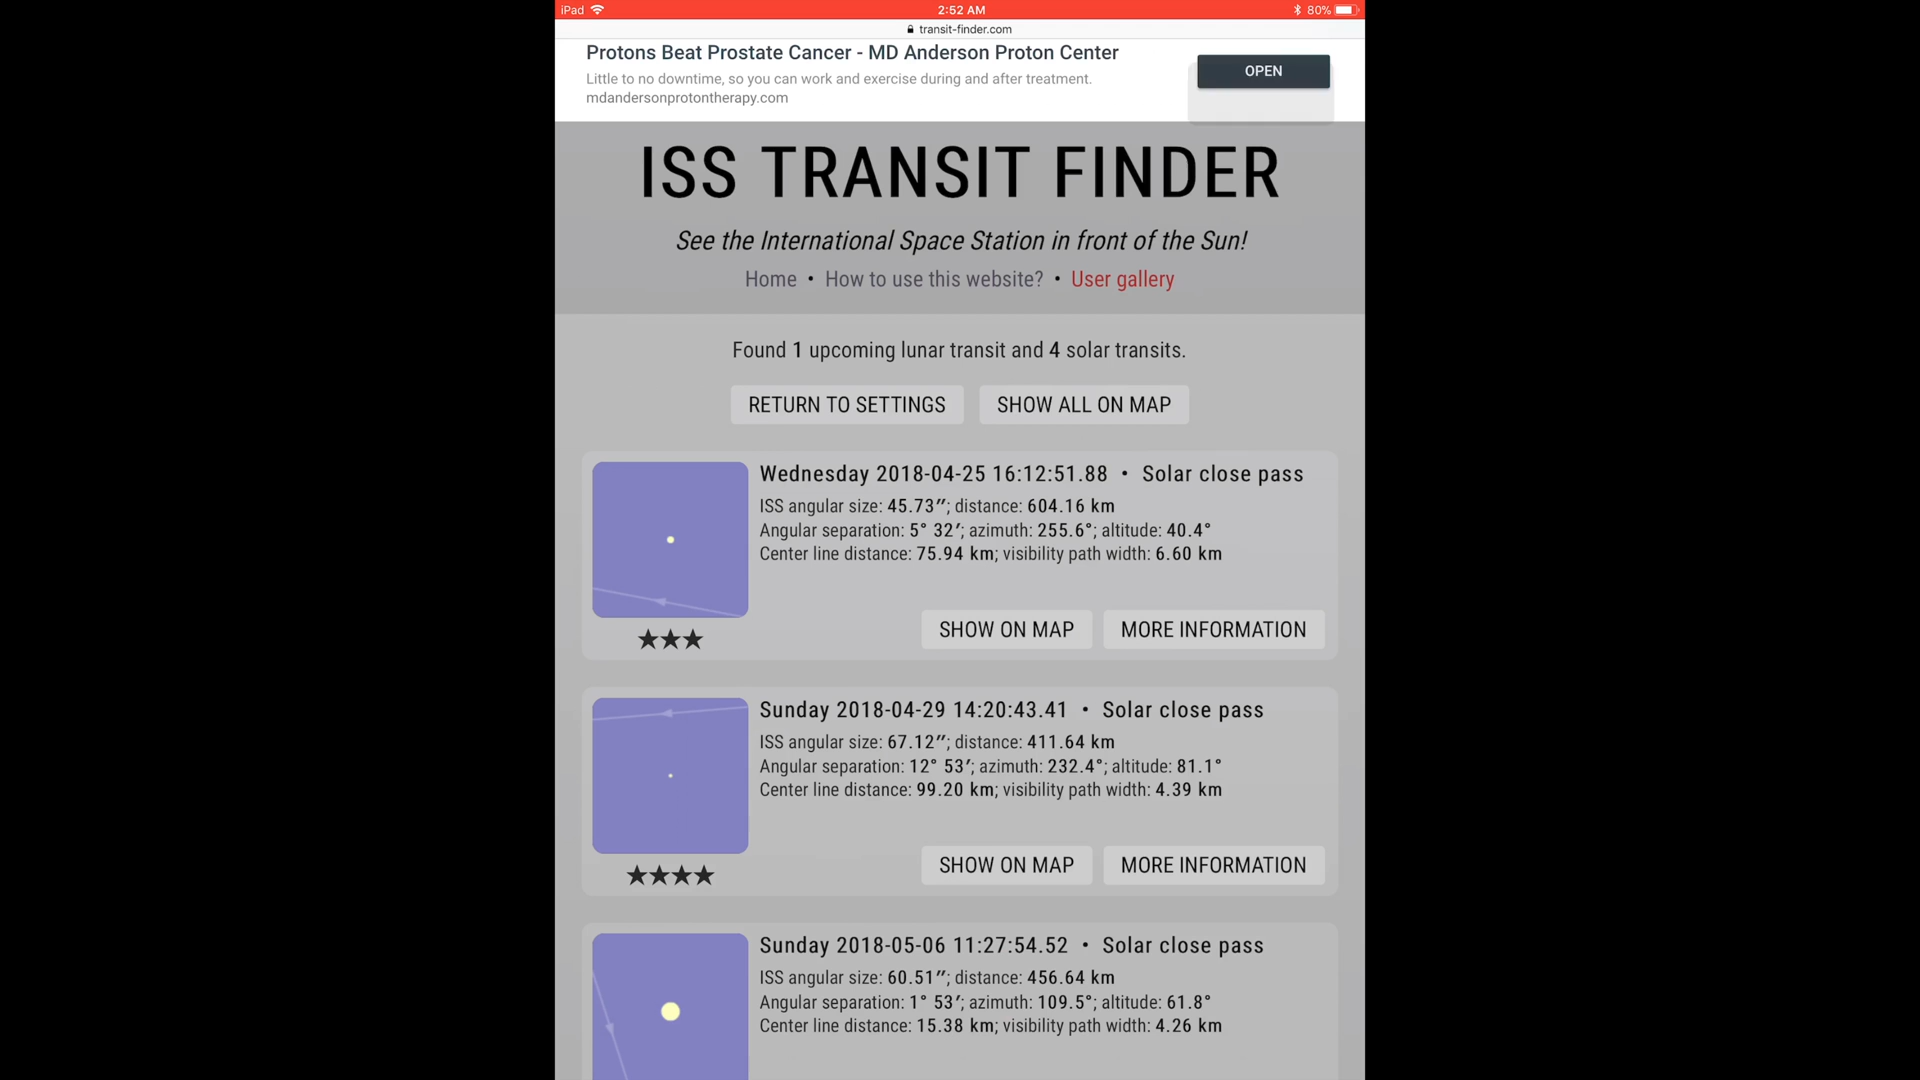 iPad 2:52 AM 80%
transit-finder.com
Protons Beat Prostate Cancer - MD Anderson Proton Center
Little to no downtime, so you can work and exercise during and after treatment.
mdandersonprotontherapy.com
OPEN
ISS TRANSIT FINDER
See the International Space Station in front of the Sun!
Home • How to use this website? • User gallery
Found 1 upcoming lunar transit and 4 solar transits.
RETURN TO SETTINGS SHOW ALL ON MAP
Wednesday 2018-04-25 16:12:51.88 • Solar close pass
ISS angular size: 45.73″; distance: 604.16 km
Angular separation: 5° 32′; azimuth: 255.6°; altitude: 40.4°
Center line distance: 75.94 km; visibility path width: 6.60 km
SHOW ON MAP MORE INFORMATION
★★★
Sunday 2018-04-29 14:20:43.41 • Solar close pass
ISS angular size: 67.12″; distance: 411.64 km
Angular separation: 12° 53′; azimuth: 232.4°; altitude: 81.1°
Center line distance: 99.20 km; visibility path width: 4.39 km
SHOW ON MAP MORE INFORMATION
★★★★
Sunday 2018-05-06 11:27:54.52 • Solar close pass
ISS angular size: 60.51″; distance: 456.64 km
Angular separation: 1° 53′; azimuth: 109.5°; altitude: 61.8°
Center line distance: 15.38 km; visibility path width: 4.26 km